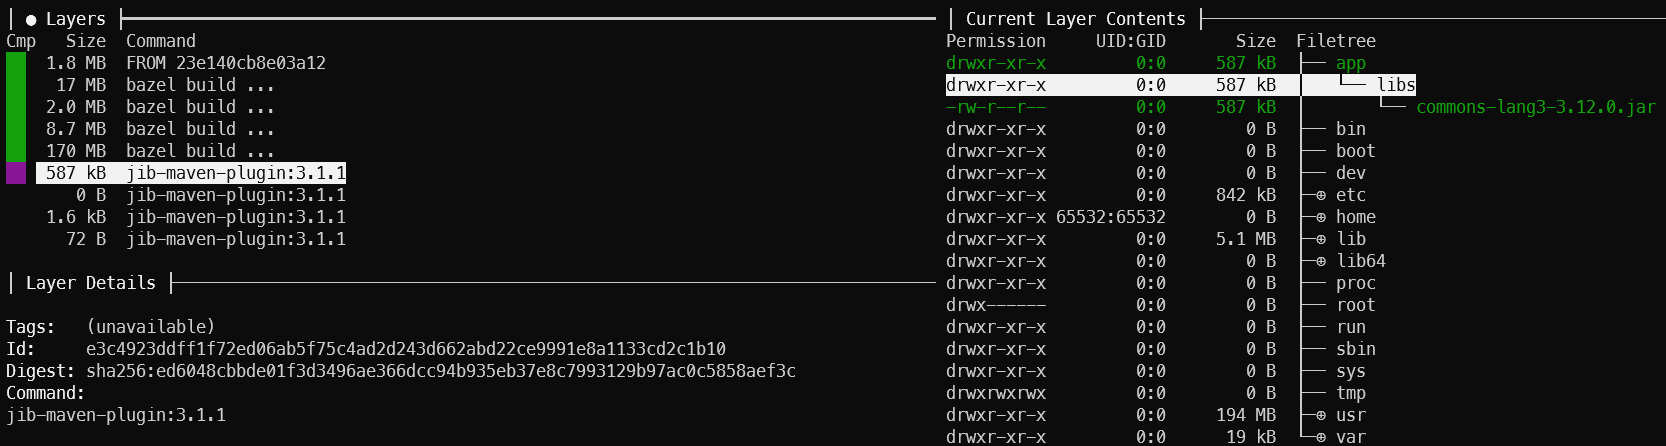 ● Layers
Cmp Size Command
1.8 MB FROM 23e140cb8e03a12
17 MB bazel build ...
2.0 MB bazel build ...
8.7 MB bazel build ...
170 MB bazel build ...
587 kB jib-maven-plugin:3.1.1
0 B jib-maven-plugin:3.1.1
1.6 kB jib-maven-plugin:3.1.1
72 B jib-maven-plugin:3.1.1
Layer Details
Tags: (unavailable)
Id: e3c4923ddff1f72ed06ab5f75c4ad2d243d662abd22ce9991e8a1133cd2c1b10
Digest: sha256:ed6048cbbde01f3d3496ae366dcc94b935eb37e8c7993129b97ac0c5858aef3c
Command:
jib-maven-plugin:3.1.1
Current Layer Contents
Permission UID:GID Size Filetree
drwxr-xr-x 0:0 587 kB ├── app
drwxr-xr-x 0:0 587 kB │ └── libs
-rw-r--r-- 0:0 587 kB │ └── commons-lang3-3.12.0.jar
drwxr-xr-x 0:0 0 B ├── bin
drwxr-xr-x 0:0 0 B ├── boot
drwxr-xr-x 0:0 0 B ├── dev
drwxr-xr-x 0:0 842 kB ├─⊕ etc
drwxr-xr-x 65532:65532 0 B ├─⊕ home
drwxr-xr-x 0:0 5.1 MB ├─⊕ lib
drwxr-xr-x 0:0 0 B ├─⊕ lib64
drwxr-xr-x 0:0 0 B ├── proc
drwx------ 0:0 0 B ├── root
drwxr-xr-x 0:0 0 B ├── run
drwxr-xr-x 0:0 0 B ├── sbin
drwxr-xr-x 0:0 0 B ├── sys
drwxrwxrwx 0:0 0 B ├── tmp
drwxr-xr-x 0:0 194 MB ├─⊕ usr
drwxr-xr-x 0:0 19 kB └─⊕ var